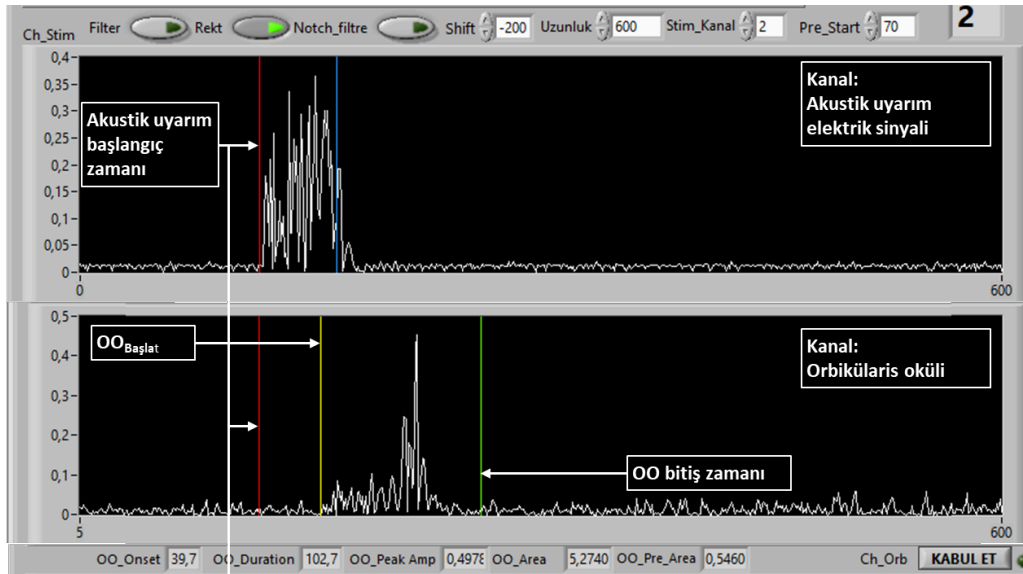 Ch_Stim Filter Rekt Notch_filtre Shift -200 Uzunluk 600 Stim_Kanal 2 Pre_Start 70 2
0,4
0,35
0,3
0,25
0,2
0,15
0,1
0,05
0
0 600
Akustik uyarım
başlangıç
zamanı
Kanal:
Akustik uyarım
elektrik sinyali
0,5
0,4
0,3
0,2
0,1
0
5 600
OOBaşlat
Kanal:
Orbikülaris oküli
OO bitiş zamanı
OO_Onset 39,7 OO_Duration 102,7 OO_Peak Amp 0,4978 OO_Area 5,2740 OO_Pre_Area 0,5460 Ch_Orb KABUL ET